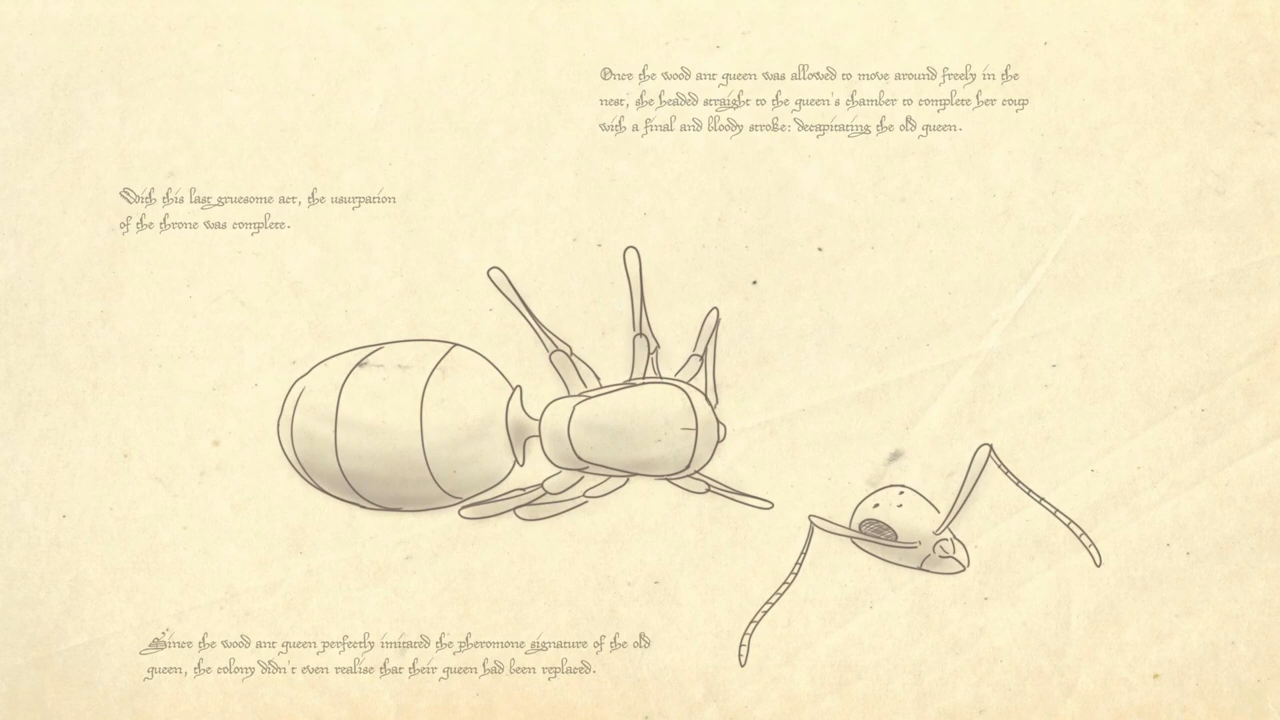 Once the wood ant queen was allowed to move around freely in the
nest, she headed straight to the queen's chamber to complete her coup
with a final and bloody stroke: decapitating the old queen.
With this last gruesome act, the usurpation
of the throne was complete.
Since the wood ant queen perfectly imitated the pheromone signature of the old
queen, the colony didn't even realise that their queen had been replaced.